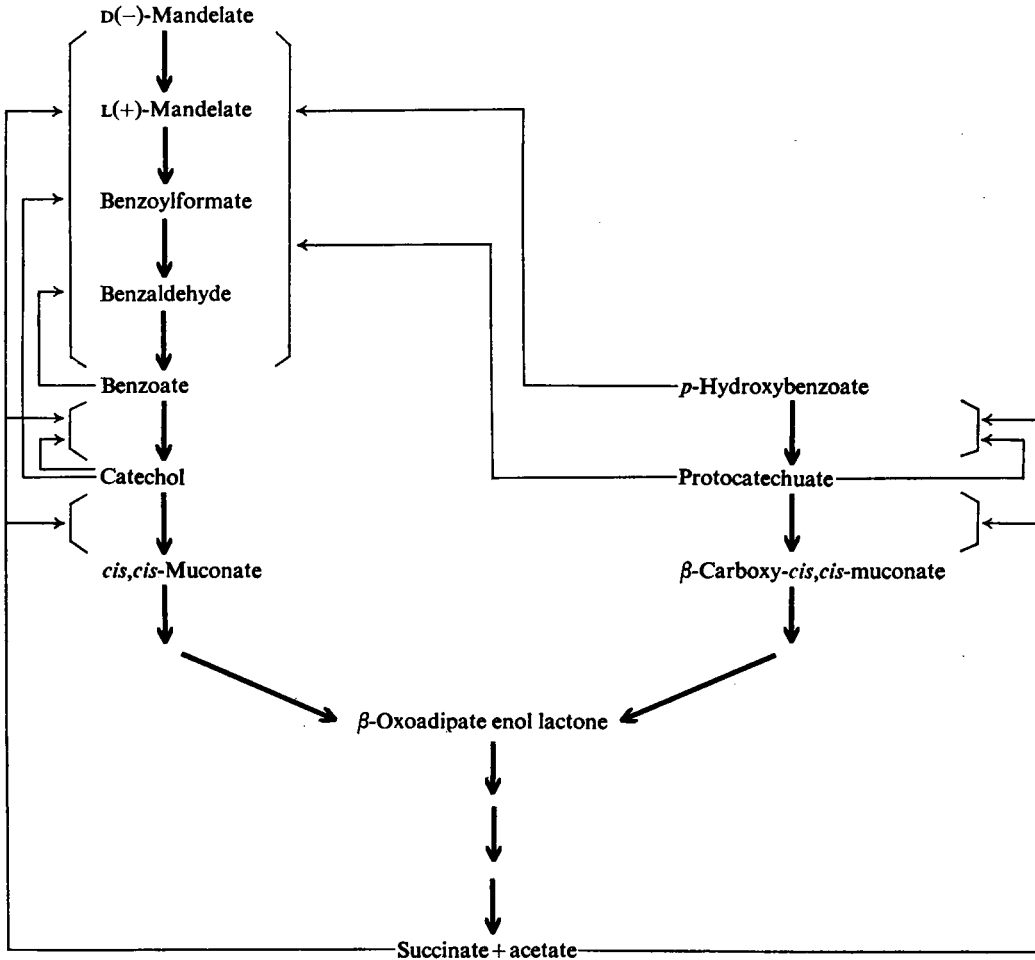 D(−)-Mandelate
L(+)-Mandelate
Benzoylformate
Benzaldehyde
Benzoate
p-Hydroxybenzoate
Catechol
Protocatechuate
cis,cis-Muconate
β-Carboxy-cis,cis-muconate
β-Oxoadipate enol lactone
Succinate + acetate